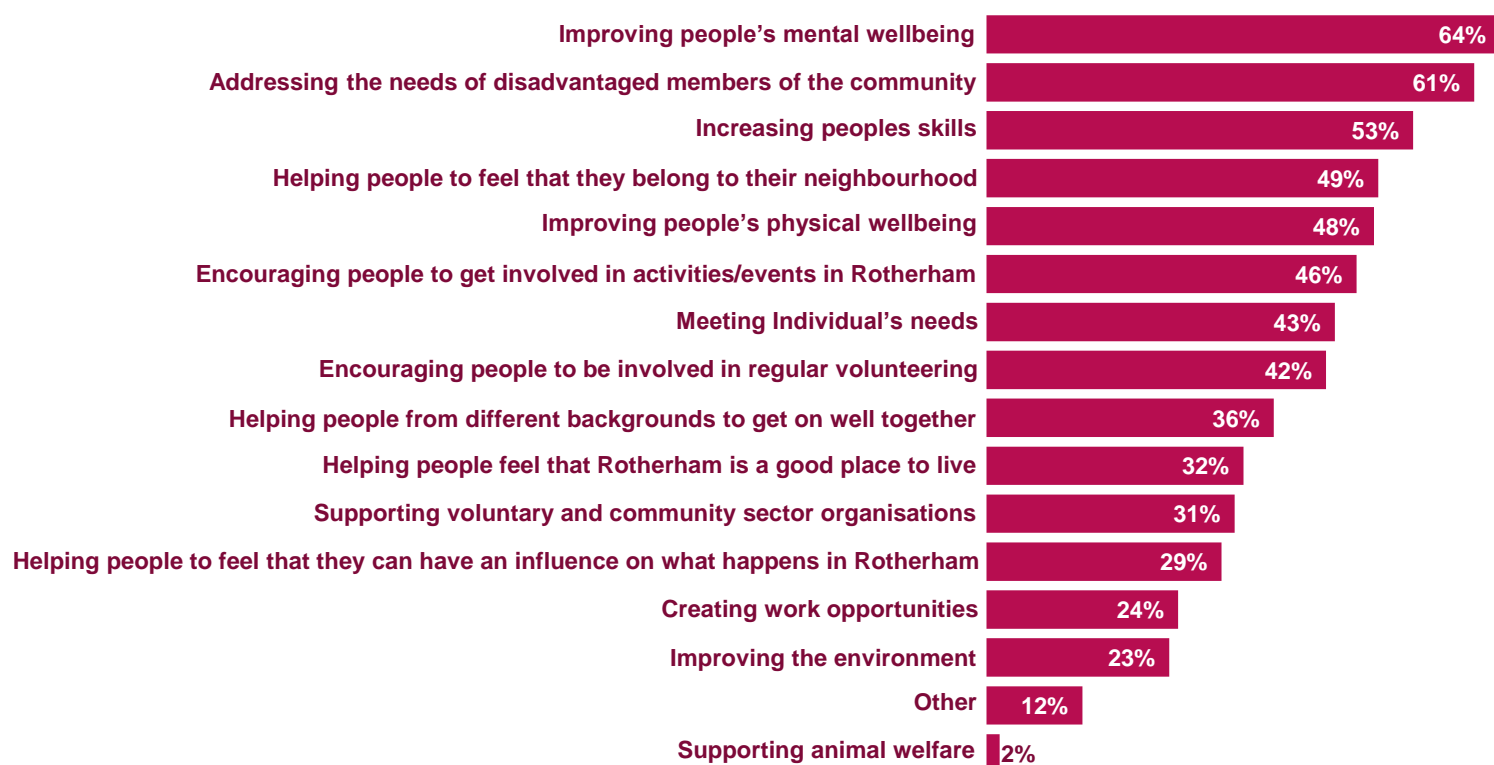 Improving people’s mental wellbeing 64%
Addressing the needs of disadvantaged members of the community 61%
Increasing peoples skills 53%
Helping people to feel that they belong to their neighbourhood 49%
Improving people’s physical wellbeing 48%
Encouraging people to get involved in activities/events in Rotherham 46%
Meeting Individual’s needs 43%
Encouraging people to be involved in regular volunteering 42%
Helping people from different backgrounds to get on well together 36%
Helping people feel that Rotherham is a good place to live 32%
Supporting voluntary and community sector organisations 31%
Helping people to feel that they can have an influence on what happens in Rotherham 29%
Creating work opportunities 24%
Improving the environment 23%
Other 12%
Supporting animal welfare 2%